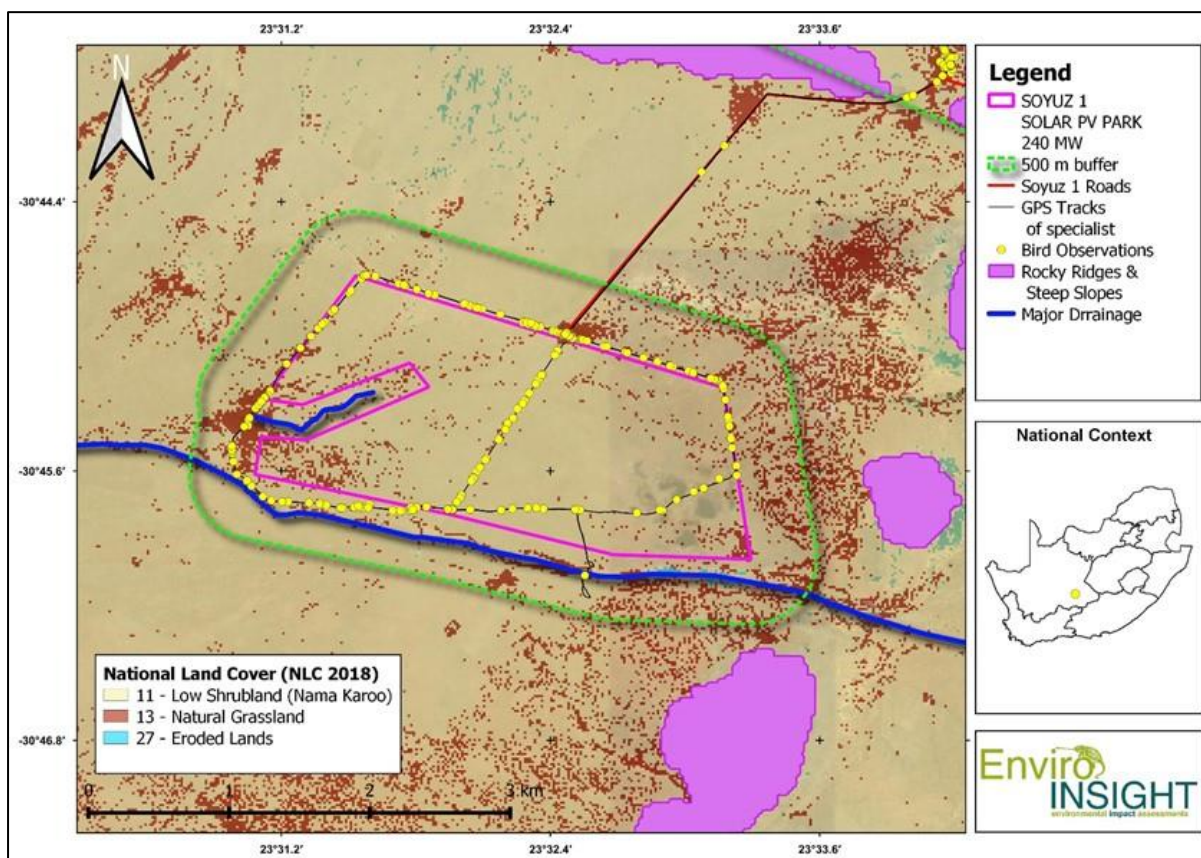 23°31.2'
23°32.4'
23°33.6'
N
-30°44.4'
-30°45.6'
-30°46.8'
National Land Cover (NLC 2018)
11 - Low Shrubland (Nama Karoo)
13 - Natural Grassland
27 - Eroded Lands
0
1
2
3 km
23°31.2'
23°32.4'
23°33.6'
Legend
SOYUZ 1
SOLAR PV PARK
240 MW
500 m buffer
Soyuz 1 Roads
GPS Tracks
of specialist
Bird Observations
Rocky Ridges &
Steep Slopes
Major Drrainage
National Context
Enviro
INSIGHT
environmental impact assessments